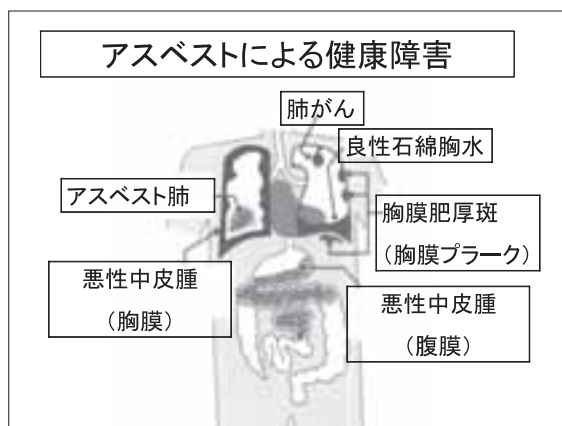 アスベストによる健康障害
肺がん
良性石綿胸水
アスベスト肺
胸膜肥厚斑
（胸膜プラーク）
悪性中皮腫
（胸膜）
悪性中皮腫
（腹膜）